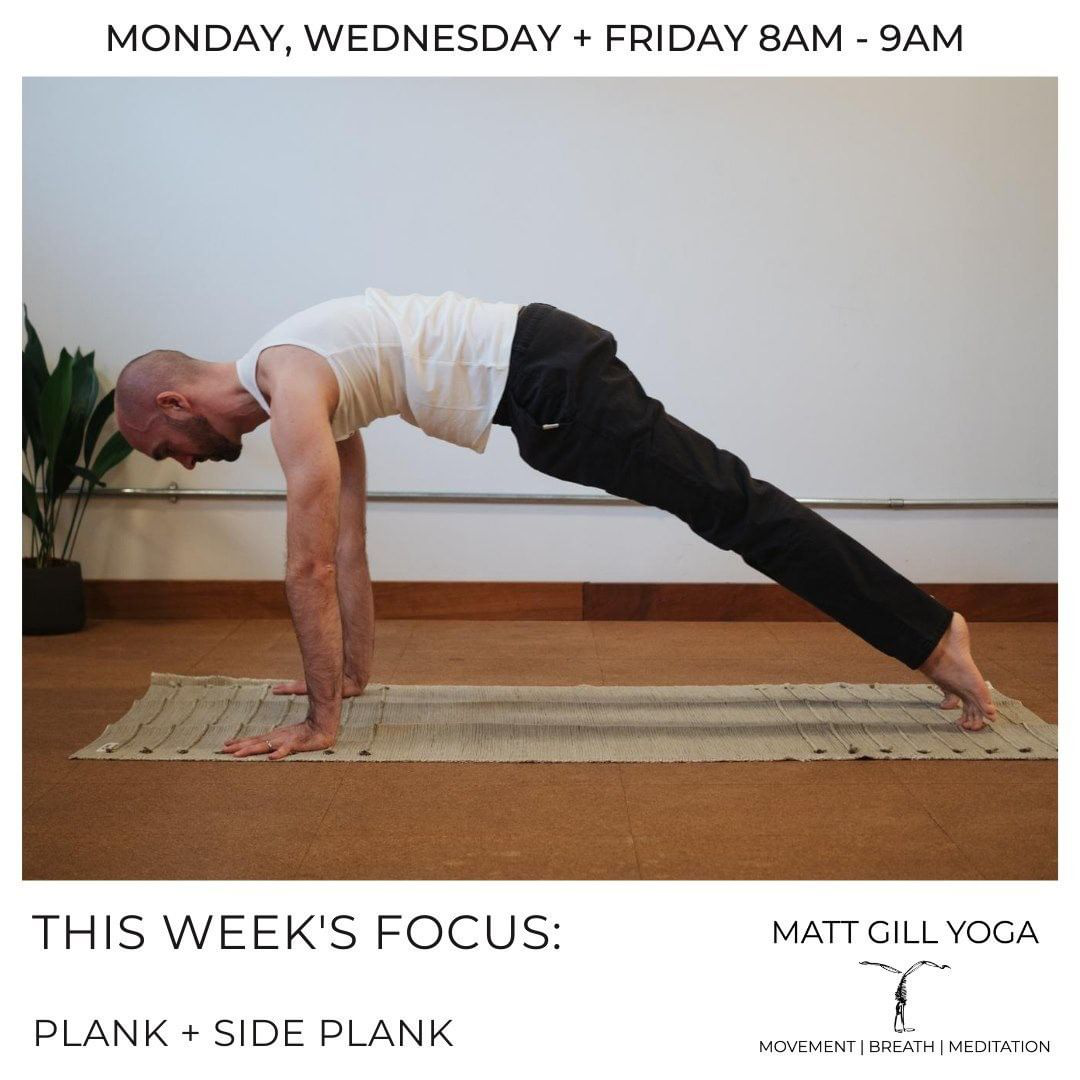 MONDAY, WEDNESDAY + FRIDAY 8AM - 9AM
THIS WEEK'S FOCUS:
PLANK + SIDE PLANK
MATT GILL YOGA
MOVEMENT | BREATH | MEDITATION